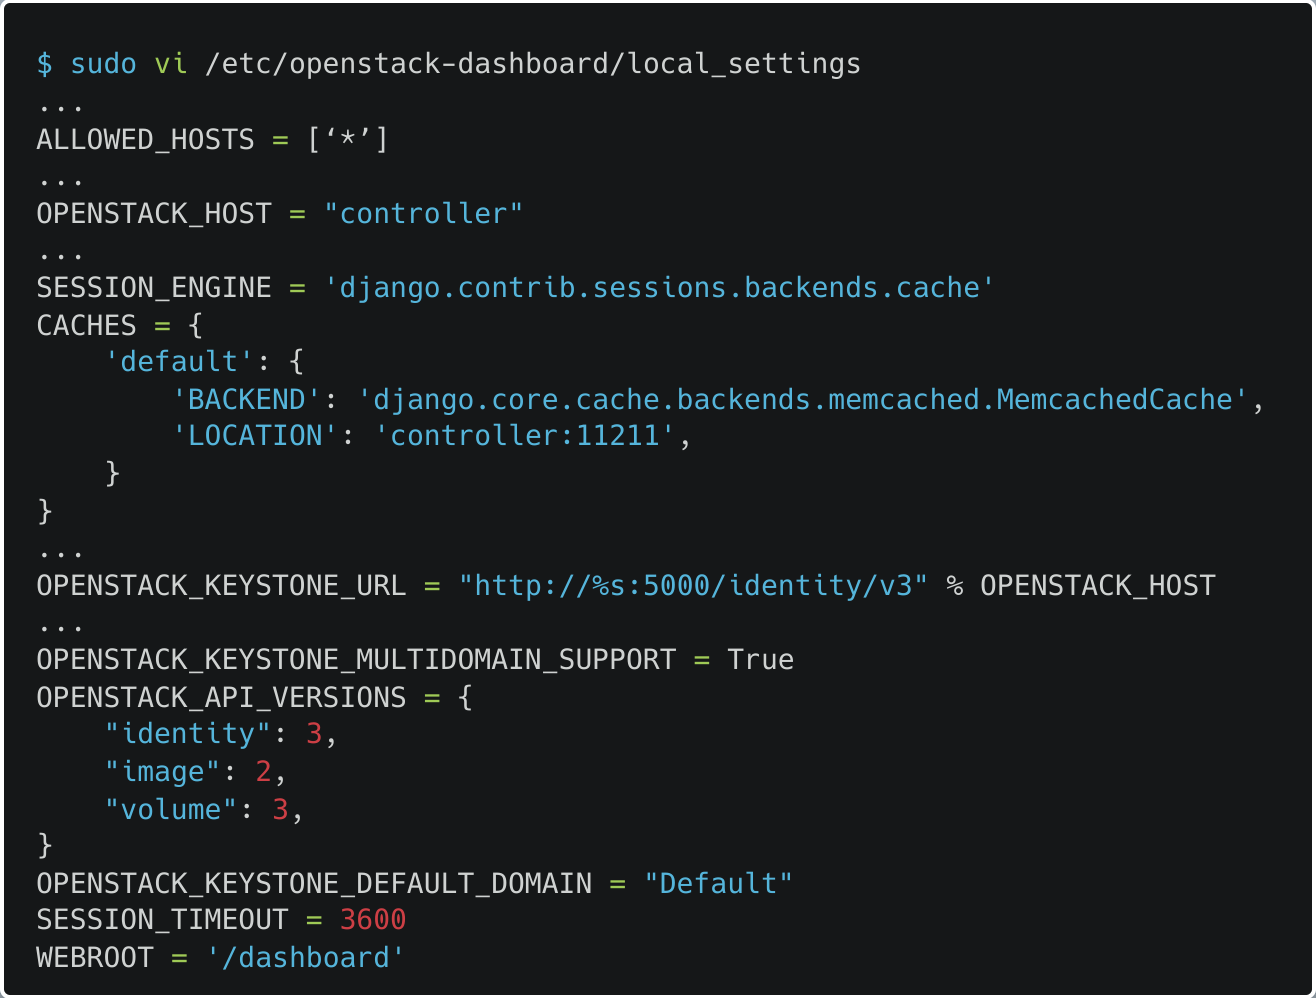 $ sudo vi /etc/openstack-dashboard/local_settings
...
ALLOWED_HOSTS = [‘*’]
...
OPENSTACK_HOST = "controller"
...
SESSION_ENGINE = 'django.contrib.sessions.backends.cache'
CACHES = {
    'default': {
        'BACKEND': 'django.core.cache.backends.memcached.MemcachedCache',
        'LOCATION': 'controller:11211',
    }
}
...
OPENSTACK_KEYSTONE_URL = "http://%s:5000/identity/v3" % OPENSTACK_HOST
...
OPENSTACK_KEYSTONE_MULTIDOMAIN_SUPPORT = True
OPENSTACK_API_VERSIONS = {
    "identity": 3,
    "image": 2,
    "volume": 3,
}
OPENSTACK_KEYSTONE_DEFAULT_DOMAIN = "Default"
SESSION_TIMEOUT = 3600
WEBROOT = '/dashboard'